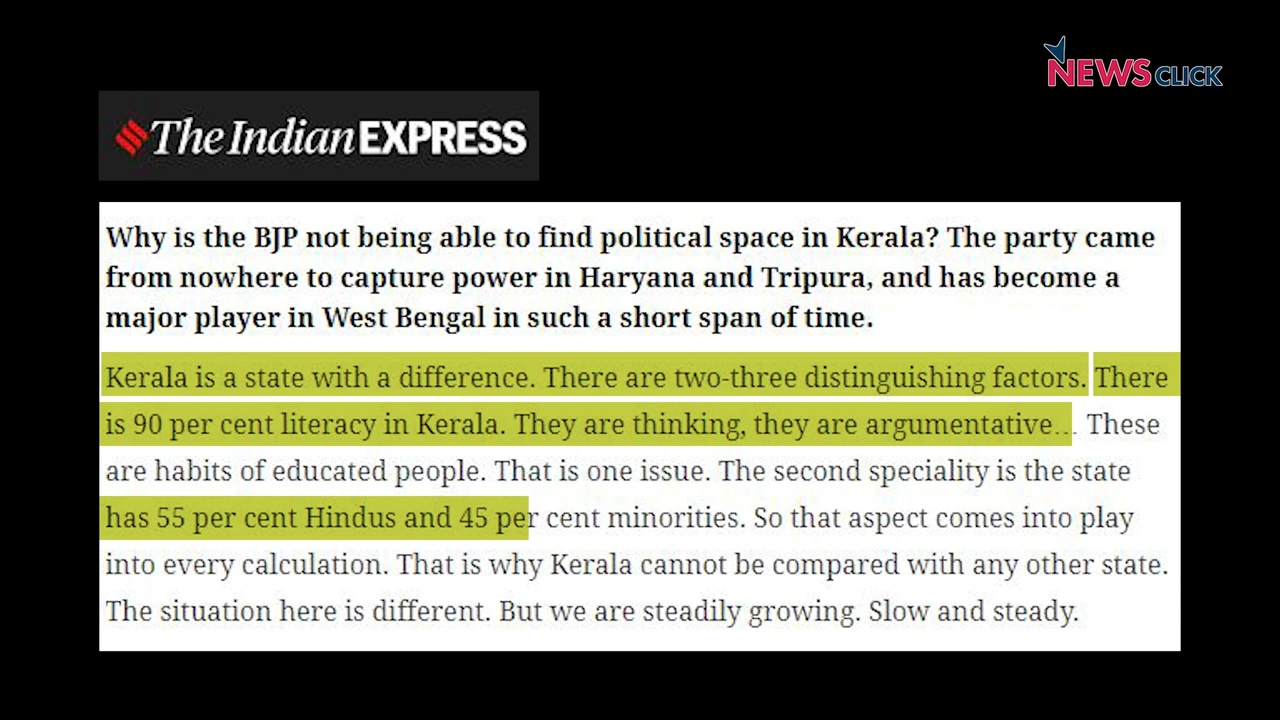 NEWSCLICK
The Indian EXPRESS
Why is the BJP not being able to find political space in Kerala? The party came
from nowhere to capture power in Haryana and Tripura, and has become a
major player in West Bengal in such a short span of time.
Kerala is a state with a difference. There are two-three distinguishing factors. There
is 90 per cent literacy in Kerala. They are thinking, they are argumentative… These
are habits of educated people. That is one issue. The second speciality is the state
has 55 per cent Hindus and 45 per cent minorities. So that aspect comes into play
into every calculation. That is why Kerala cannot be compared with any other state.
The situation here is different. But we are steadily growing. Slow and steady.